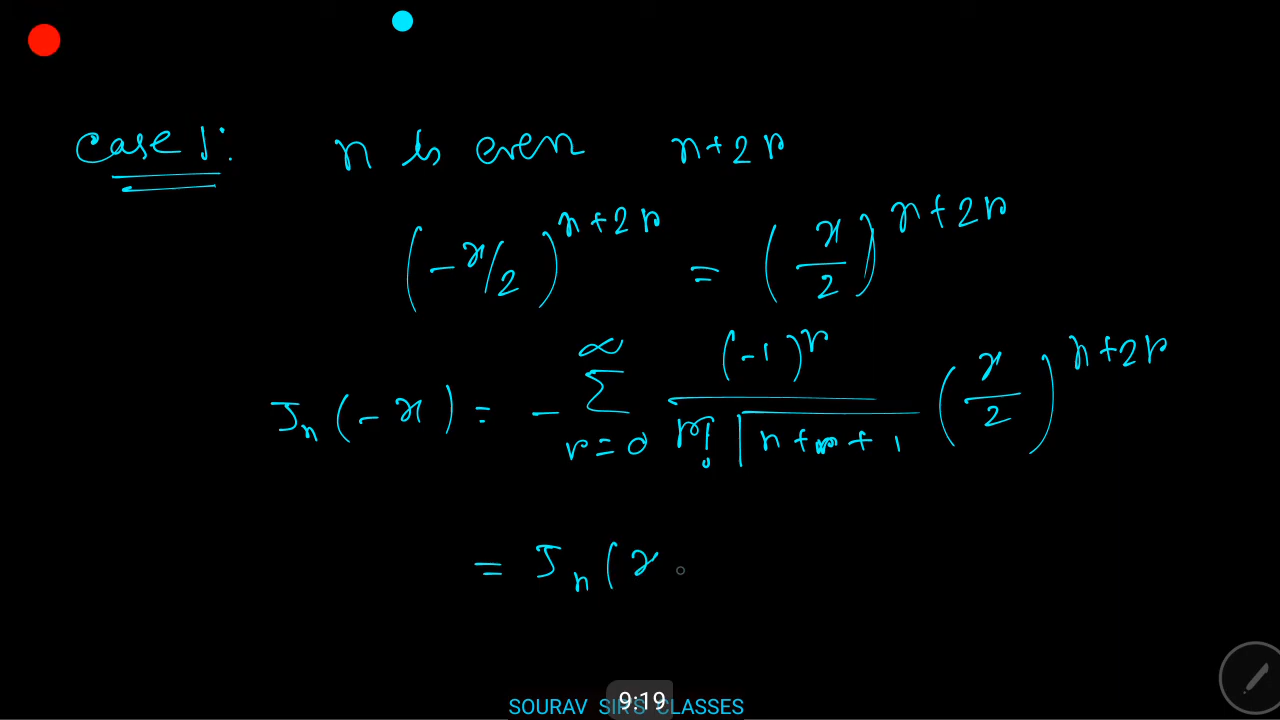 Case 1: n is even n+2r
(-x/2)^{n+2r} = (x/2)^{n+2r}
J_n(-x) = - ∑_{r=0}^{∞} (-1)^r / r! Γ̅n+r+1 (x/2)^{n+2r}
= J_n(x
9:19
SOURAV SIR'S CLASSES